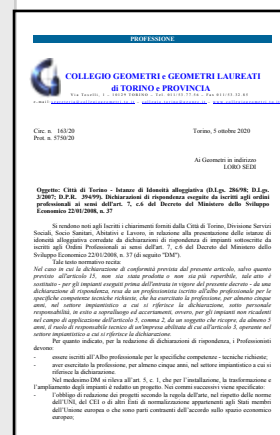 PROFESSIONE
COLLEGIO GEOMETRI e GEOMETRI LAUREATI
di TORINO e PROVINCIA
Via Toselli, 1 - 10129 TORINO - Tel. 011/53 77 56 - Fax 011/53 32 85
Circ. n. 163/20
Torino, 5 ottobre 2020
Prot. n. 5750/20
Ai Geometri in indirizzo
LORO SEDI
Oggetto: Città di Torino - Istanze di Idoneità alloggiativa (D.Lgs. 286/98; D.Lgs.
3/2007; D.P.R. 394/99). Dichiarazioni di rispondenza eseguite da iscritti agli ordini
professionali ai sensi dell'art. 7, c.6 del Decreto del Ministero dello Sviluppo
Economico 22/01/2008, n. 37
Si rendono noti agli Iscritti i chiarimenti forniti dalla Città di Torino, Divisione Servizi
Sociali, Socio Sanitari, Abitativi e Lavoro, in relazione alla presentazione delle istanze di
idoneità alloggiativa corredate da dichiarazioni di rispondenza di impianti sottoscritte da
iscritti agli Ordini Professionali ai sensi dell'art. 7, c.6 del Decreto del Ministero dello
Sviluppo Economico 22/01/2008, n. 37 (di seguito "DM").
Tale testo normativo recita:
Nel caso in cui la dichiarazione di conformità prevista dal presente articolo, salvo quanto
previsto all'articolo 15, non sia stata prodotta o non sia più reperibile, tale atto è
sostituito - per gli impianti eseguiti prima dell'entrata in vigore del presente decreto - da una
dichiarazione di rispondenza, resa da un professionista iscritto all'albo professionale per le
specifiche competenze tecniche richieste, che ha esercitato la professione, per almeno cinque
anni, nel settore impiantistico a cui si riferisce la dichiarazione, sotto personale
responsabilità, in esito a sopralluogo ed accertamenti, ovvero, per gli impianti non ricadenti
nel campo di applicazione dell'articolo 5, comma 2, da un soggetto che ricopre, da almeno 5
anni, il ruolo di responsabile tecnico di un'impresa abilitata di cui all'articolo 3, operante nel
settore impiantistico a cui si riferisce la dichiarazione.
Per quanto indicato, per la redazione di dichiarazioni di rispondenza, i Professionisti
devono:
- essere iscritti all'Albo professionale per le specifiche competenze - tecniche richieste;
- aver esercitato la professione, per almeno cinque anni, nel settore impiantistico a cui si
riferisce la dichiarazione.
Nel medesimo DM si rileva all'art. 5, c. 1, che per l'installazione, la trasformazione e
l'ampliamento degli impianti è redatto un progetto. Nei commi successivi viene specificato:
- l'obbligo di redazione dei progetti secondo la regola dell'arte, nel rispetto delle norme
dell'UNI, del CEI o di altri Enti di normalizzazione appartenenti agli Stati membri
dell'Unione europea o che sono parti contraenti dell'accordo sullo spazio economico
europeo;